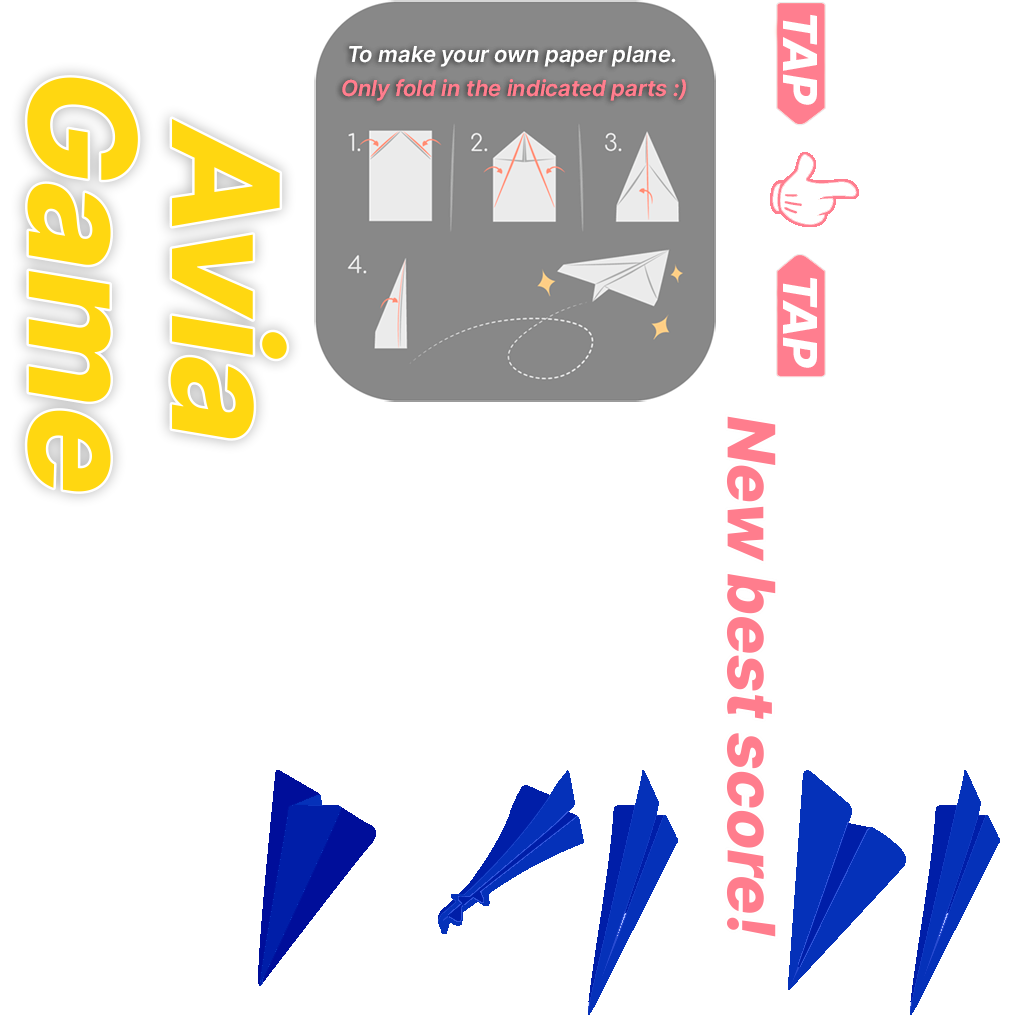 Avia
Game
To make your own paper plane.
Only fold in the indicated parts :)
1.
2.
3.
4.
TAP
TAP
New best score!